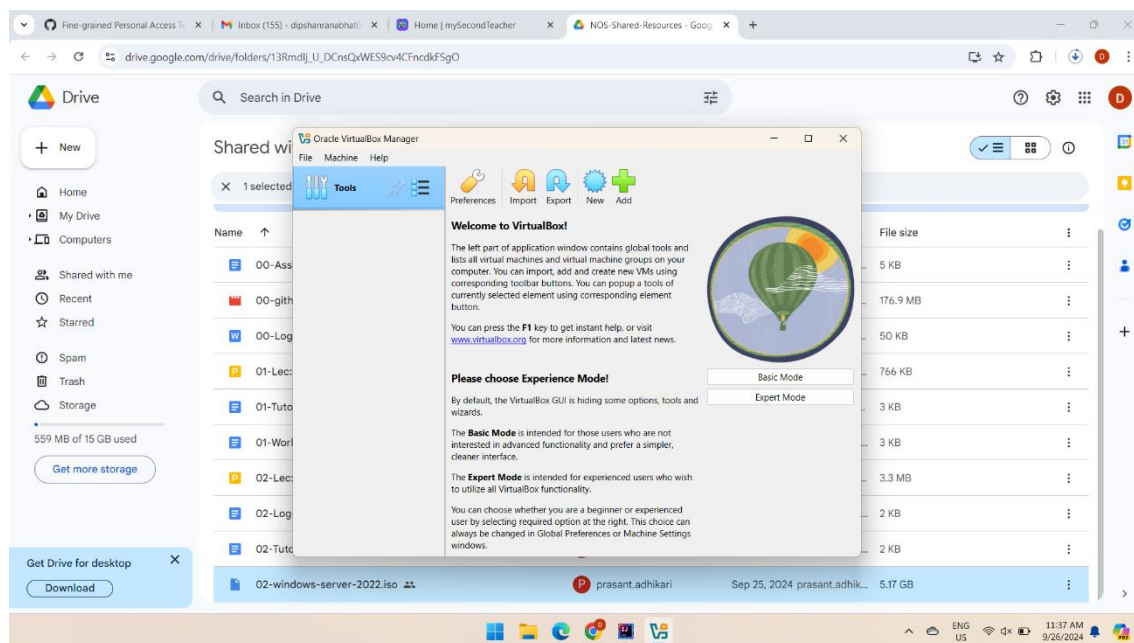 Fine-grained Personal Access To
Inbox (155) - dipshanranabhat
Home | mySecondTeacher
NOS-Shared-Resources - Goog
drive.google.com/drive/folders/13Rmdlj_U_DCnsQxWES9cv4CFncdkFSgO
Drive
Search in Drive
D
New
Home
My Drive
Computers
Shared with me
Recent
Starred
Spam
Trash
Storage
559 MB of 15 GB used
Get more storage
Get Drive for desktop
Download
Shared wi
1 selected
Name
File size
00-Ass
5 KB
00-gith
176.9 MB
00-Log
50 KB
01-Lec:
766 KB
01-Tuto
3 KB
01-Worl
3 KB
02-Lec:
3.3 MB
02-Log
2 KB
02-Tuto
2 KB
02-windows-server-2022.iso
prasant.adhikari
Sep 25, 2024 prasant.adhik...
5.17 GB
Oracle VirtualBox Manager
File Machine Help
Tools
Preferences Import Export New Add
Welcome to VirtualBox!
The left part of application window contains global tools and
lists all virtual machines and virtual machine groups on your
computer. You can import, add and create new VMs using
corresponding toolbar buttons. You can popup a tools of
currently selected element using corresponding element
button.
You can press the F1 key to get instant help, or visit
www.virtualbox.org for more information and latest news.
Please choose Experience Mode!
By default, the VirtualBox GUI is hiding some options, tools and
wizards.
The Basic Mode is intended for those users who are not
interested in advanced functionality and prefer a simpler,
cleaner interface.
The Expert Mode is intended for experienced users who wish
to utilize all VirtualBox functionality.
You can choose whether you are a beginner or experienced
user by selecting required option at the right. This choice can
always be changed in Global Preferences or Machine Settings
windows.
Basic Mode
Expert Mode
ENG
US
11:37 AM
9/26/2024